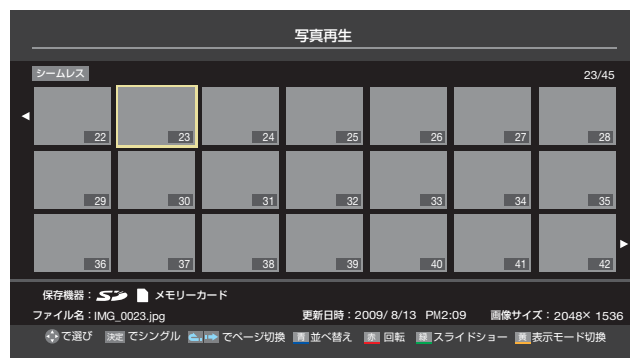 写真再生
シームレス 23/45
22 23 24 25 26 27 28
29 30 31 32 33 34 35
36 37 38 39 40 41 42
保存機器：SD メモリーカード
ファイル名：IMG_0023.jpg 更新日時：2009/ 8/13 PM2:09 画像サイズ：2048× 1536
で選び 決定 でシングル でページ切換 青 並べ替え 赤 回転 緑 スライドショー 黄 表示モード切換